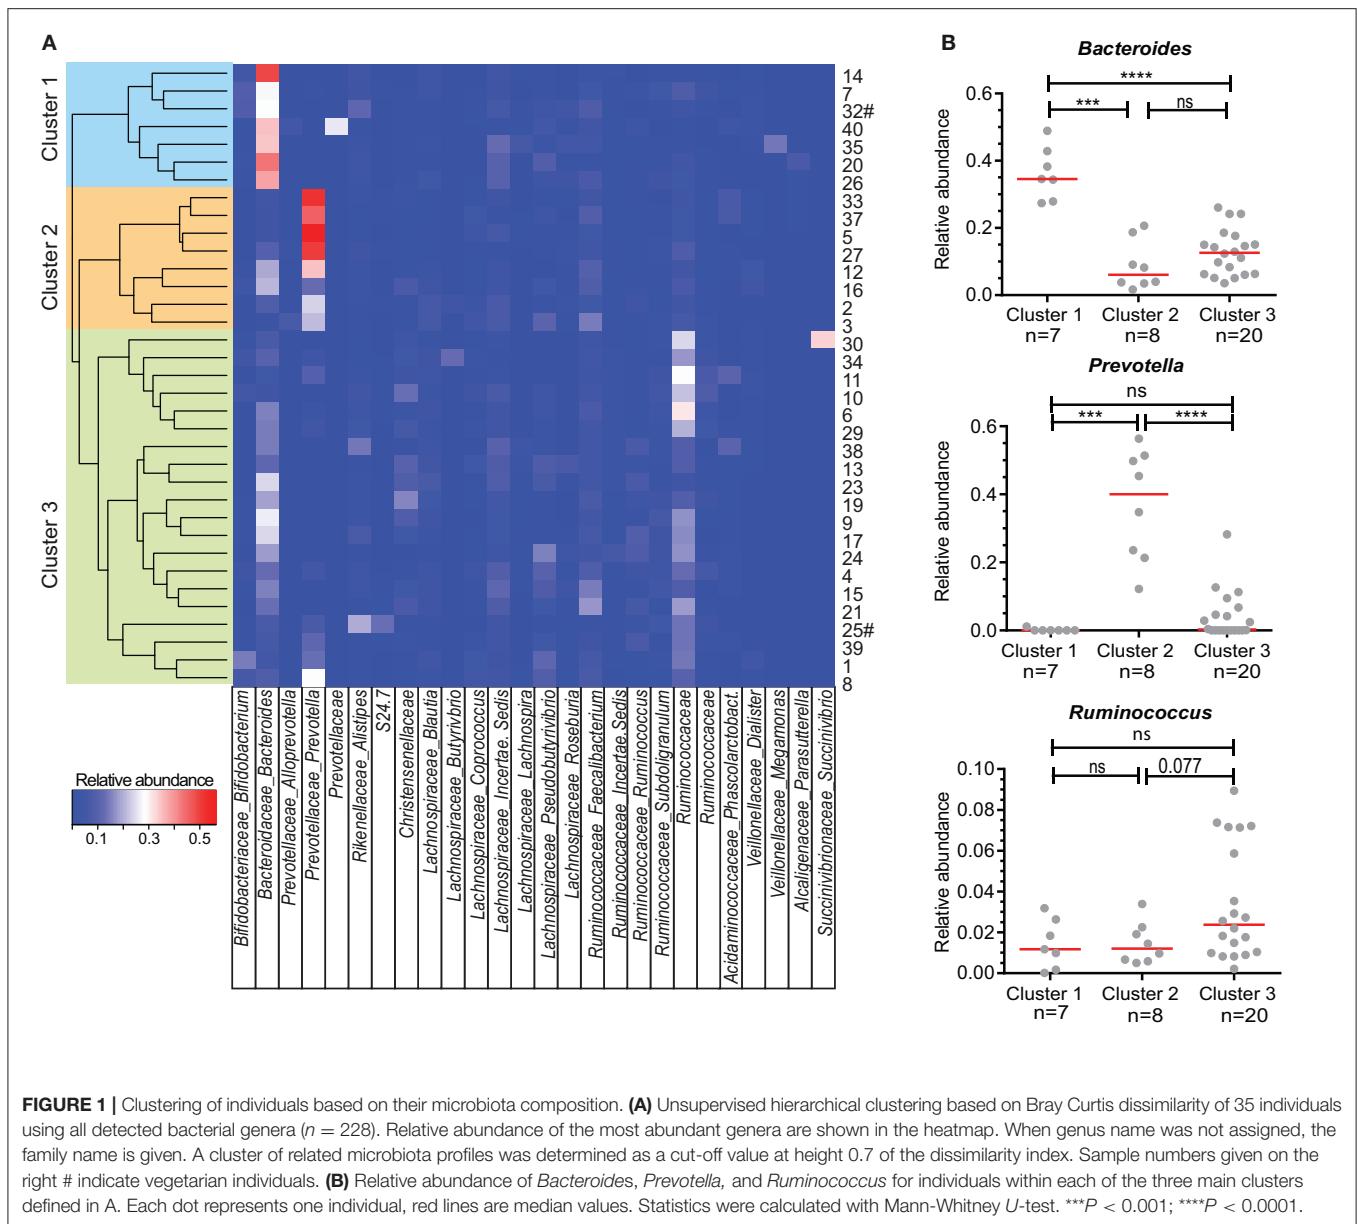 A
Cluster 1
Cluster 2
Cluster 3
14
7
32#
40
35
20
26
33
37
5
27
12
16
2
3
30
34
11
10
6
29
38
13
23
19
9
17
24
4
15
21
25#
39
1
8
Relative abundance
0.1 0.3 0.5
Bifidobacteriaceae_Bifidobacterium
Bacteroidaceae_Bacteroides
Prevotellaceae_Alloprevotella
Prevotellaceae_Prevotella
Prevotellaceae
Rikenellaceae_Alistipes
S24.7
Christensenellaceae
Lachnospiraceae_Blautia
Lachnospiraceae_Butyrivbrio
Lachnospiraceae_Coprococcus
Lachnospiraceae_Incertae. Sedis
Lachnospiraceae_Lachnospira
Lachnospiraceae_Pseudobutyrivibrio
Lachnospiraceae_Roseburia
Ruminococcaceae_Faecalibacterium
Ruminococcaceae_Incertae.Sedis
Ruminococcaceae_Ruminococcus
Ruminococcaceae_Subdoligranulum
Ruminococcaceae
Ruminococcaceae
Acidaminococcaceae_Phascolarctobact.
Veillonellaceae_Dialister
Veillonellaceae_Megamonas
Alcaligenaceae_Parasutterella
Succinivibrionaceae_Succinivibrio
B
Bacteroides
****
*** ns
Relative abundance
0.6
0.4
0.2
0.0
Cluster 1 Cluster 2 Cluster 3
n=7 n=8 n=20
Prevotella
ns
*** ****
Relative abundance
0.6
0.4
0.2
0.0
Cluster 1 Cluster 2 Cluster 3
n=7 n=8 n=20
Ruminococcus
ns
ns 0.077
Relative abundance
0.10
0.08
0.06
0.04
0.02
0.00
Cluster 1 Cluster 2 Cluster 3
n=7 n=8 n=20
FIGURE 1 | Clustering of individuals based on their microbiota composition. (A) Unsupervised hierarchical clustering based on Bray Curtis dissimilarity of 35 individuals
using all detected bacterial genera (n = 228). Relative abundance of the most abundant genera are shown in the heatmap. When genus name was not assigned, the
family name is given. A cluster of related microbiota profiles was determined as a cut-off value at height 0.7 of the dissimilarity index. Sample numbers given on the
right # indicate vegetarian individuals. (B) Relative abundance of Bacteroides, Prevotella, and Ruminococcus for individuals within each of the three main clusters
defined in A. Each dot represents one individual, red lines are median values. Statistics were calculated with Mann-Whitney U-test. ***P < 0.001; ****P < 0.0001.